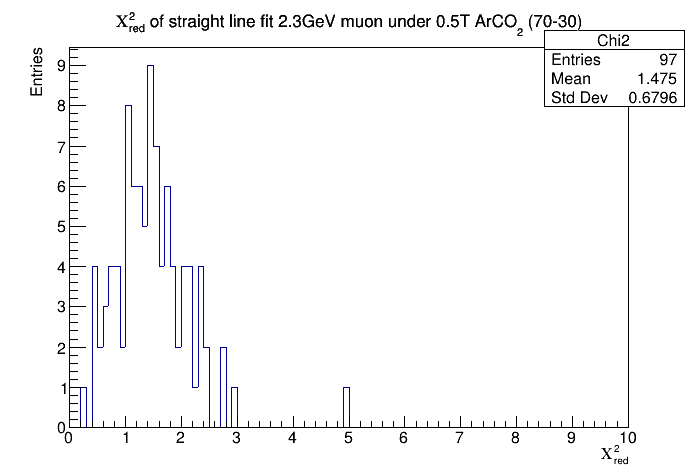 X²red of straight line fit 2.3GeV muon under 0.5T ArCO₂ (70-30)
Chi2
Entries 97
Mean 1.475
Std Dev 0.6796
Entries
9
8
7
6
5
4
3
2
1
0
0 1 2 3 4 5 6 7 8 9 10
X²red